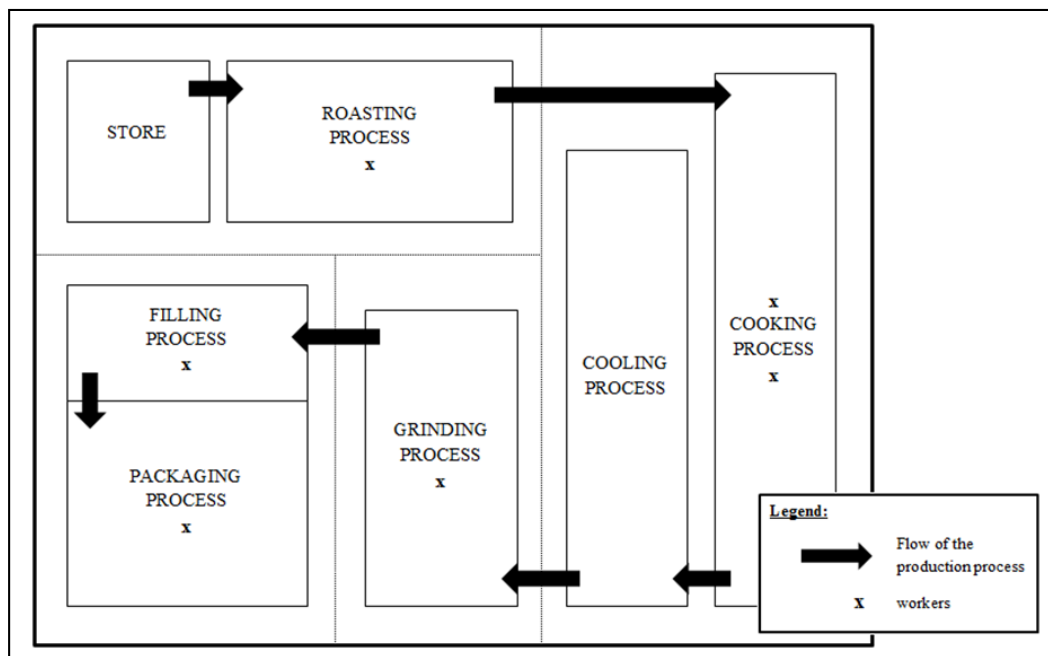 STORE
ROASTING
PROCESS
x
FILLING
PROCESS
x
PACKAGING
PROCESS
x
GRINDING
PROCESS
x
COOLING
PROCESS
x
COOKING
PROCESS
x
Legend:
Flow of the
production process
x workers